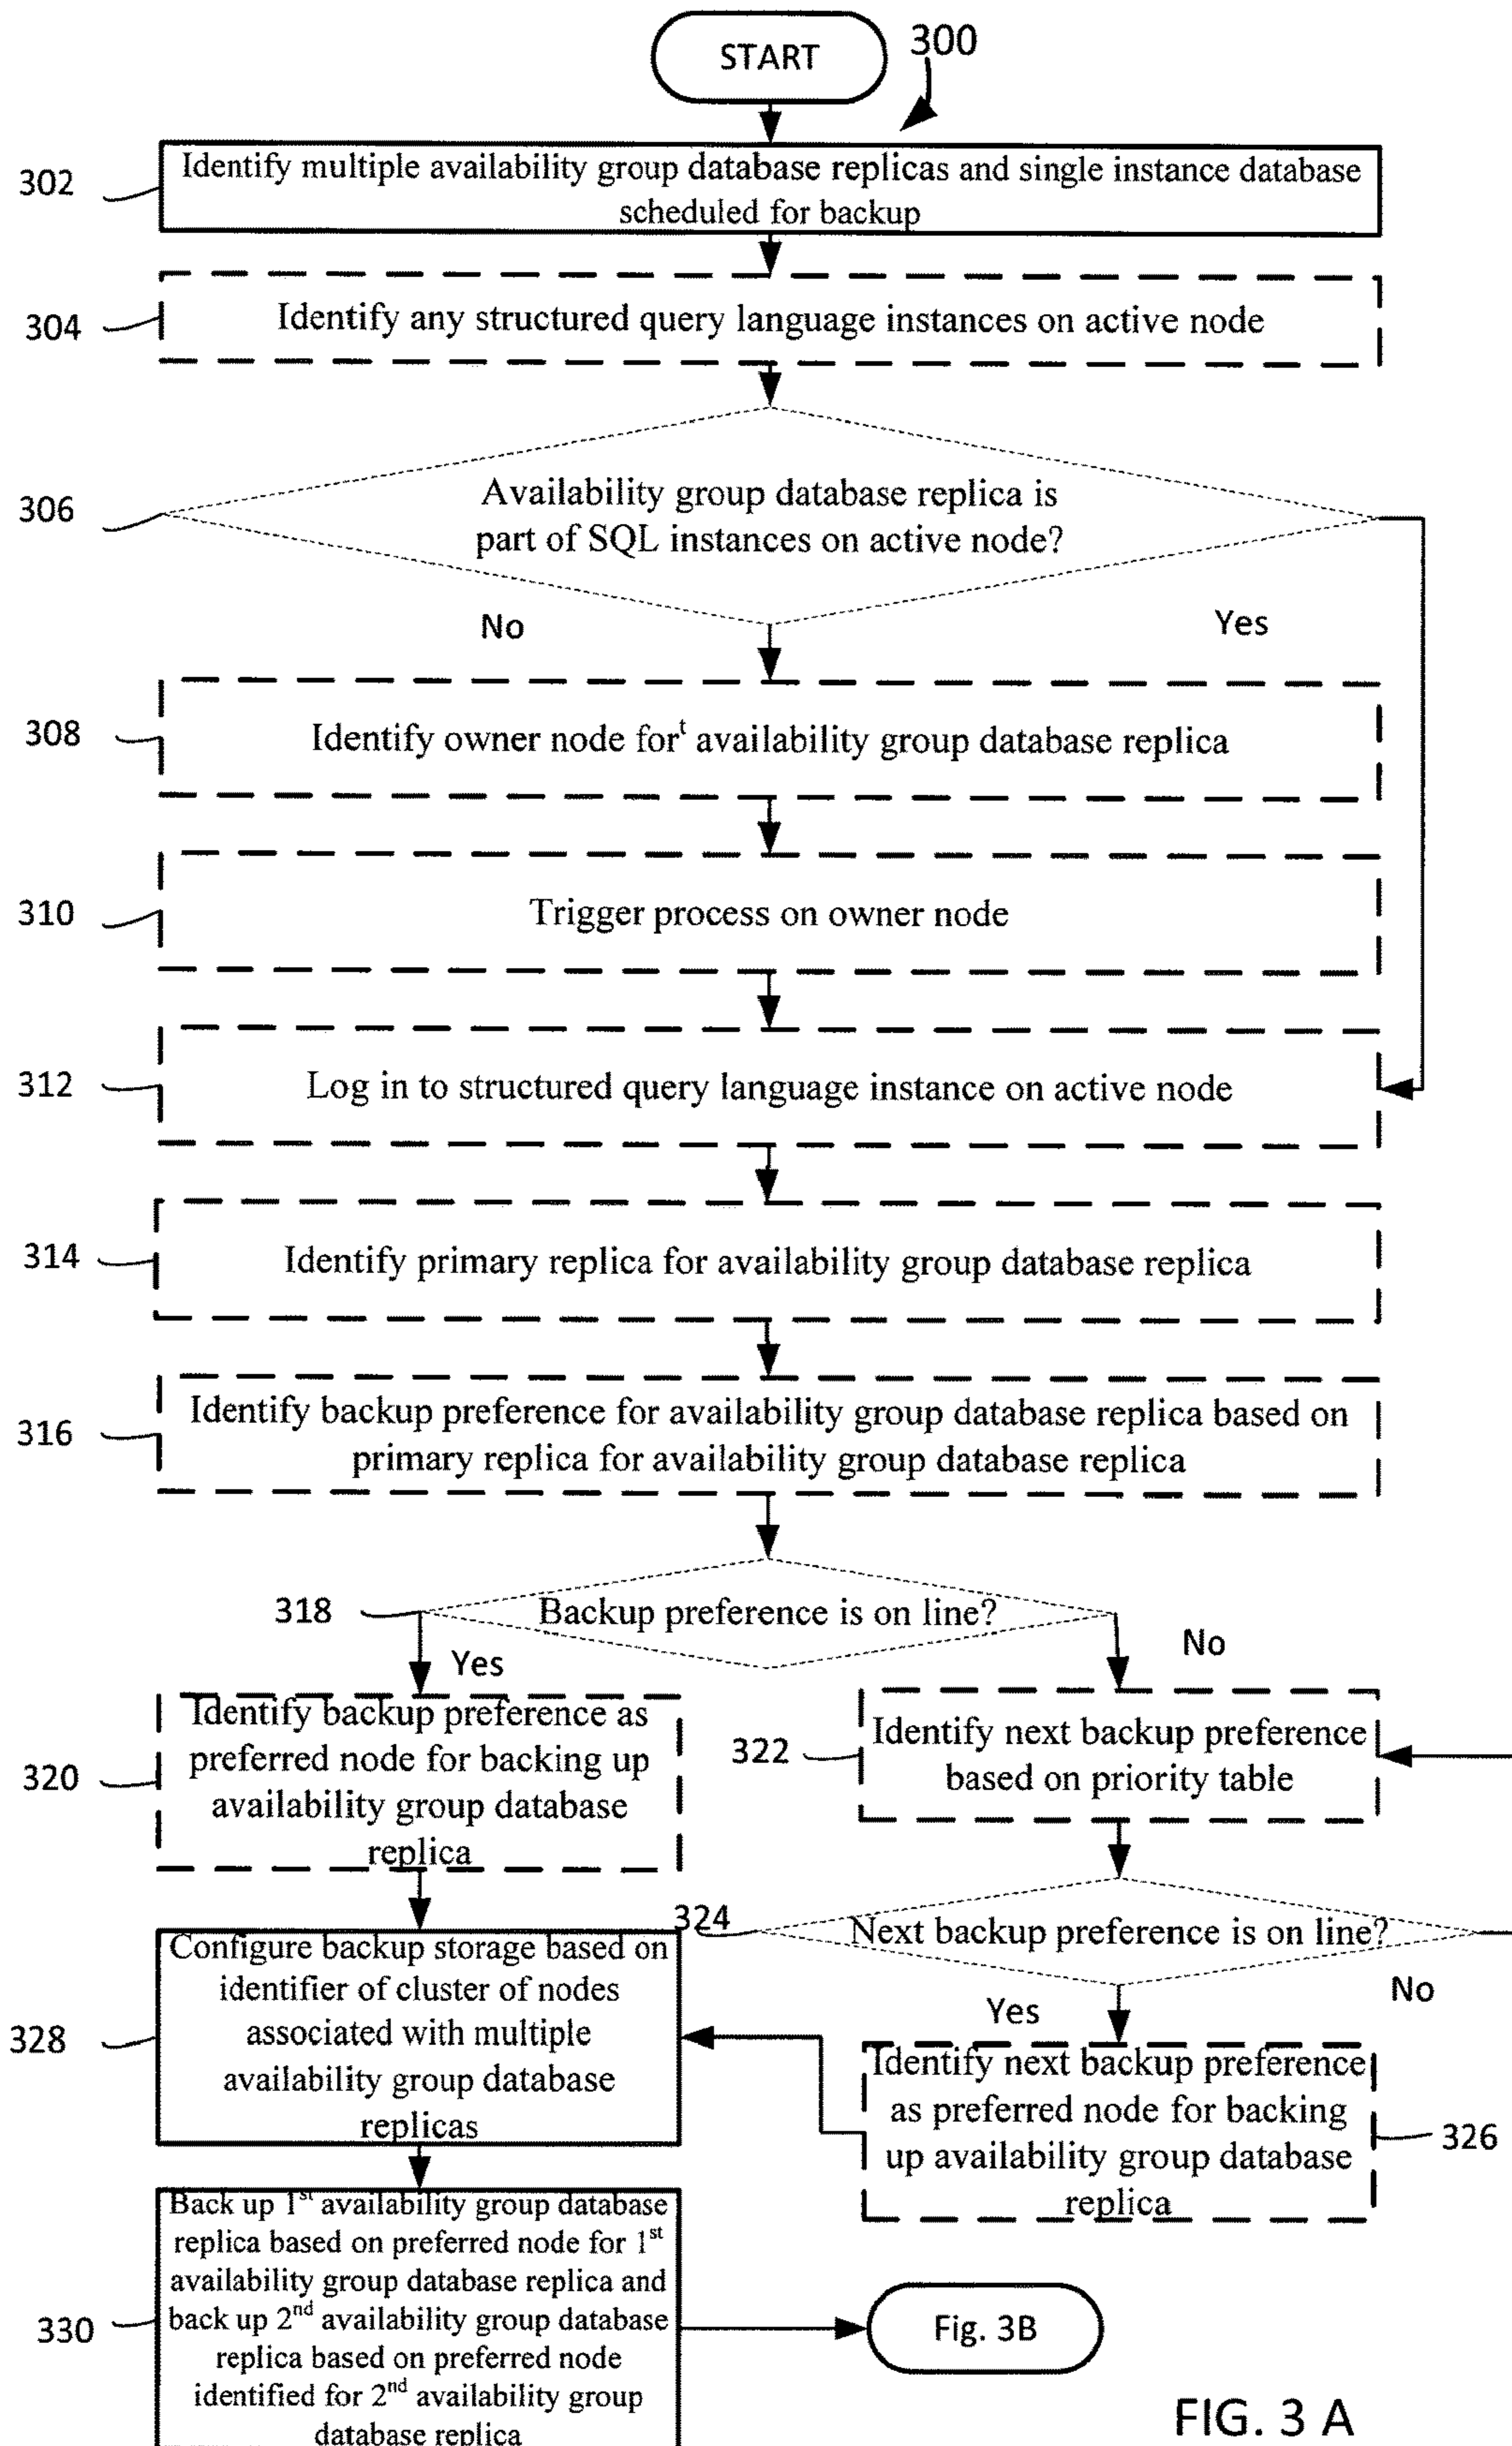 START
300
302
Identify multiple availability group database replicas and single instance database
scheduled for backup
304
Identify any structured query language instances on active node
306
Availability group database replica is
part of SQL instances on active node?
No
Yes
308
Identify owner node forᵗ availability group database replica
310
Trigger process on owner node
312
Log in to structured query language instance on active node
314
Identify primary replica for availability group database replica
316
Identify backup preference for availability group database replica based on
primary replica for availability group database replica
318
Backup preference is on line?
Yes
No
320
Identify backup preference as
preferred node for backing up
availability group database
replica
322
Identify next backup preference
based on priority table
324
Next backup preference is on line?
Yes
No
326
Identify next backup preference
as preferred node for backing
up availability group database
replica
328
Configure backup storage based on
identifier of cluster of nodes
associated with multiple
availability group database
replicas
330
Back up 1st availability group database
replica based on preferred node for 1st
availability group database replica and
back up 2nd availability group database
replica based on preferred node
identified for 2nd availability group
database replica
Fig. 3B
FIG. 3 A